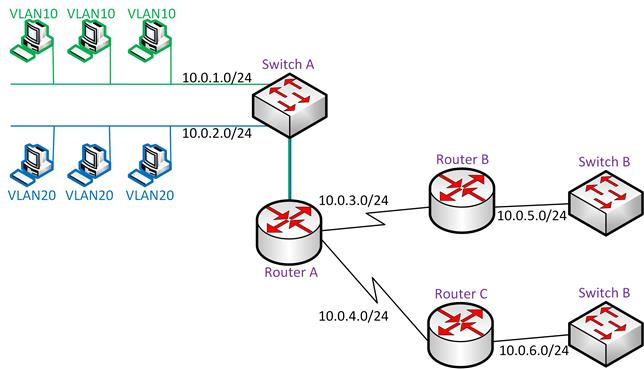 VLAN10 VLAN10 VLAN10
Switch A
10.0.1.0/24
10.0.2.0/24
VLAN20 VLAN20 VLAN20
Router B
Switch B
10.0.3.0/24
10.0.5.0/24
Router A
Router C
Switch B
10.0.4.0/24
10.0.6.0/24